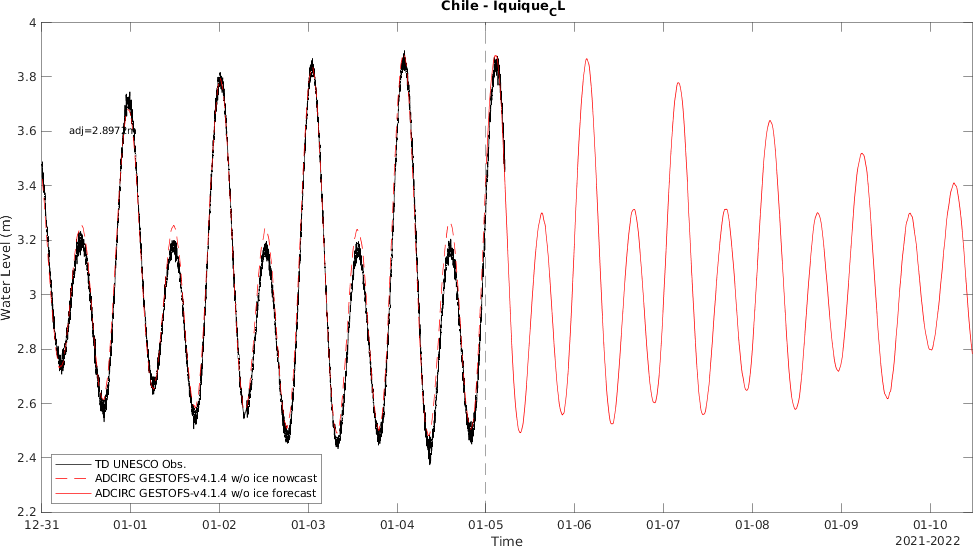 Chile - Iquique_CL
4
3.8
3.6
3.4
3.2
3
2.8
2.6
2.4
2.2
Water Level (m)
adj=2.8972m
TD UNESCO Obs.
ADCIRC GESTOFS-v4.1.4 w/o ice nowcast
ADCIRC GESTOFS-v4.1.4 w/o ice forecast
12-31 01-01 01-02 01-03 01-04 01-05 01-06 01-07 01-08 01-09 01-10
Time
2021-2022